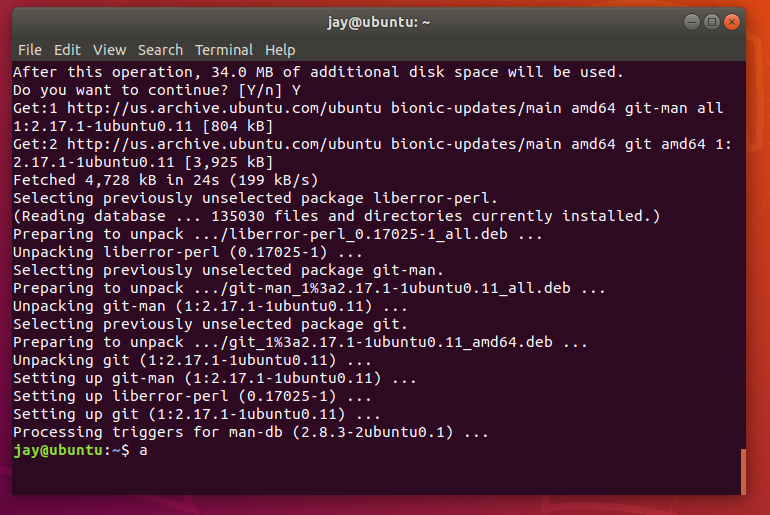 jay@ubuntu: ~
File Edit View Search Terminal Help
After this operation, 34.0 MB of additional disk space will be used.
Do you want to continue? [Y/n] Y
Get:1 http://us.archive.ubuntu.com/ubuntu bionic-updates/main amd64 git-man all
1:2.17.1-1ubuntu0.11 [804 kB]
Get:2 http://us.archive.ubuntu.com/ubuntu bionic-updates/main amd64 git amd64 1:
2.17.1-1ubuntu0.11 [3,925 kB]
Fetched 4,728 kB in 24s (199 kB/s)
Selecting previously unselected package liberror-perl.
(Reading database ... 135030 files and directories currently installed.)
Preparing to unpack .../liberror-perl_0.17025-1_all.deb ...
Unpacking liberror-perl (0.17025-1) ...
Selecting previously unselected package git-man.
Preparing to unpack .../git-man_1%3a2.17.1-1ubuntu0.11_all.deb ...
Unpacking git-man (1:2.17.1-1ubuntu0.11) ...
Selecting previously unselected package git.
Preparing to unpack .../git_1%3a2.17.1-1ubuntu0.11_amd64.deb ...
Unpacking git (1:2.17.1-1ubuntu0.11) ...
Setting up git-man (1:2.17.1-1ubuntu0.11) ...
Setting up liberror-perl (0.17025-1) ...
Setting up git (1:2.17.1-1ubuntu0.11) ...
Processing triggers for man-db (2.8.3-2ubuntu0.1) ...
jay@ubuntu:~$ a